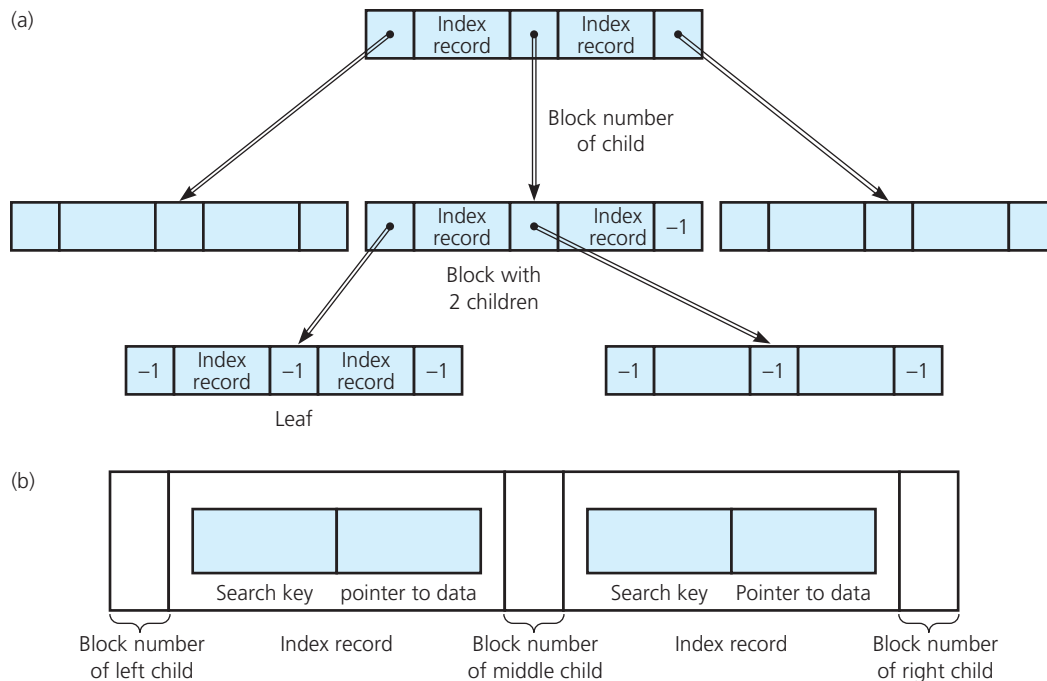 (a)
Index
record
Index
record
Block number
of child
Index
record
Index
record
–1
Block with
2 children
–1
Index
record
–1
Index
record
–1
Leaf
–1
–1
–1
(b)
Search key
pointer to data
Search key
Pointer to data
Block number
of left child
Index record
Block number
of middle child
Index record
Block number
of right child